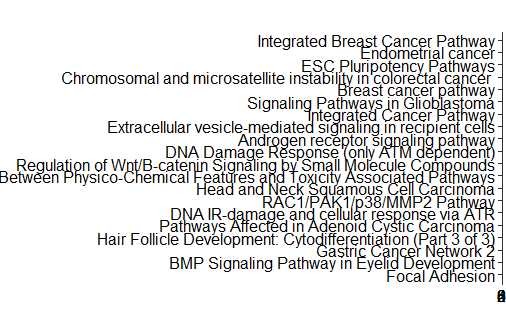 Integrated Breast Cancer Pathway
Endometrial cancer
ESC Pluripotency Pathways
Chromosomal and microsatellite instability in colorectal cancer
Breast cancer pathway
Signaling Pathways in Glioblastoma
Integrated Cancer Pathway
Extracellular vesicle-mediated signaling in recipient cells
Androgen receptor signaling pathway
DNA Damage Response (only ATM dependent)
Regulation of Wnt/B-catenin Signaling by Small Molecule Compounds
Between Physico-Chemical Features and Toxicity Associated Pathways
Head and Neck Squamous Cell Carcinoma
RAC1/PAK1/p38/MMP2 Pathway
DNA IR-damage and cellular response via ATR
Pathways Affected in Adenoid Cystic Carcinoma
Hair Follicle Development: Cytodifferentiation (Part 3 of 3)
Gastric Cancer Network 2
BMP Signaling Pathway in Eyelid Development
Focal Adhesion